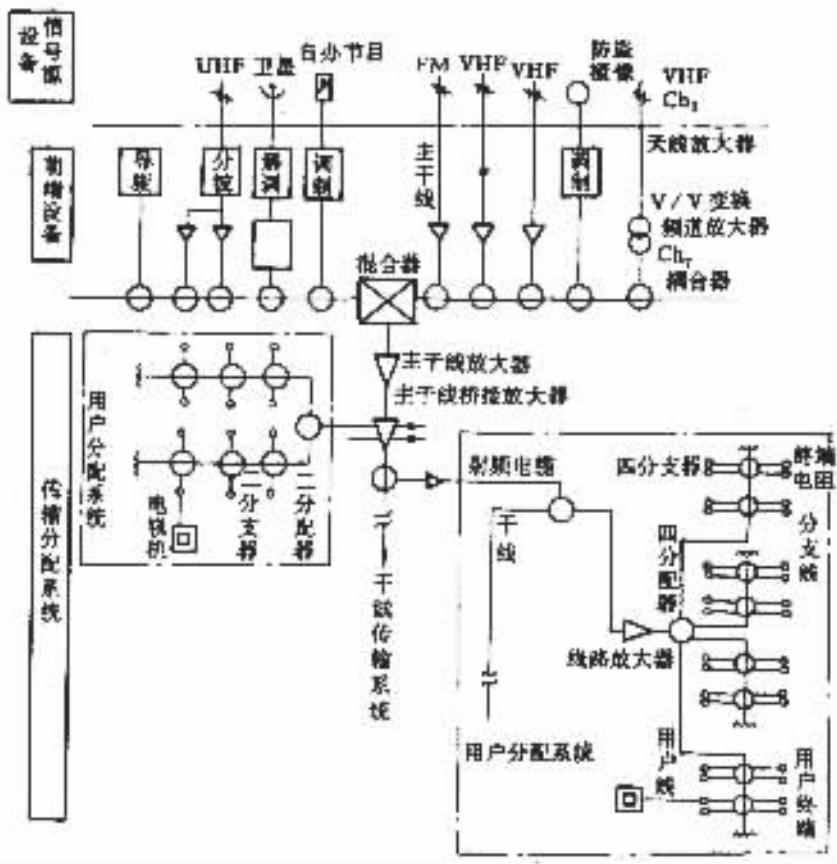 信号源
设备
UHF
卫星
自办节目
FM
VHF
VHF
防盗
摄像
VHF
Ch₁
天线放大器
前端设备
导频
分波
解调
调制
主干线
调制
V/V变换
频道放大器
Ch₇
耦合器
混合器
主干线放大器
主干线桥接放大器
传输分配系统
用户分配系统
电视机
二分支器
二分配器
干线传输系统
射频电缆
干线
四分支器
终端
电阻
分支线
四分配器
线路放大器
用户分配系统
用户线
用户终端